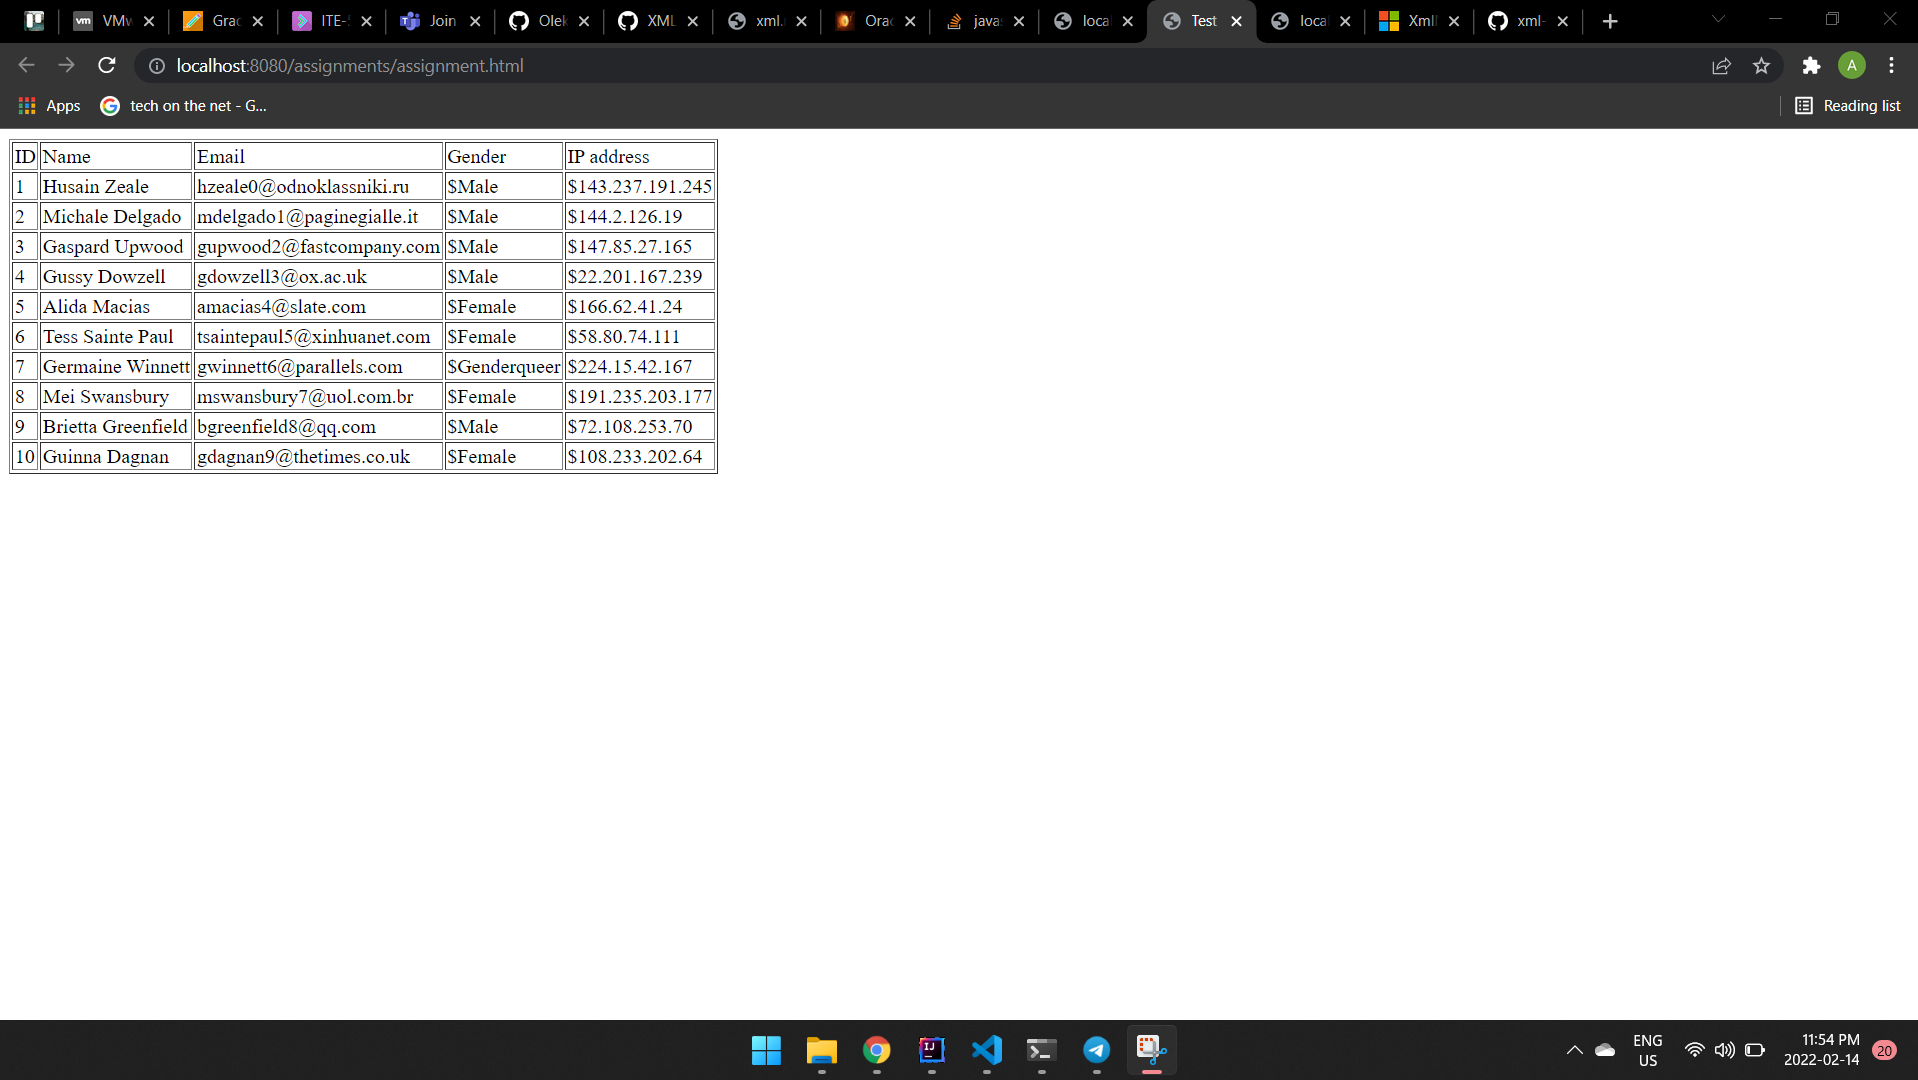 vm VMw Grac ITE- Join Olek XML xml. Orac javas loca Test loca Xml xml-
localhost:8080/assignments/assignment.html A
Apps tech on the net - G... Reading list
ID Name Email Gender IP address
1 Husain Zeale hzeale0@odnoklassniki.ru $Male $143.237.191.245
2 Michale Delgado mdelgado1@paginegialle.it $Male $144.2.126.19
3 Gaspard Upwood gupwood2@fastcompany.com $Male $147.85.27.165
4 Gussy Dowzell gdowzell3@ox.ac.uk $Male $22.201.167.239
5 Alida Macias amacias4@slate.com $Female $166.62.41.24
6 Tess Sainte Paul tsaintepaul5@xinhuanet.com $Female $58.80.74.111
7 Germaine Winnett gwinnett6@parallels.com $Genderqueer $224.15.42.167
8 Mei Swansbury mswansbury7@uol.com.br $Female $191.235.203.177
9 Brietta Greenfield bgreenfield8@qq.com $Male $72.108.253.70
10 Guinna Dagnan gdagnan9@thetimes.co.uk $Female $108.233.202.64
IJ ENG 11:54 PM
US 2022-02-14 20